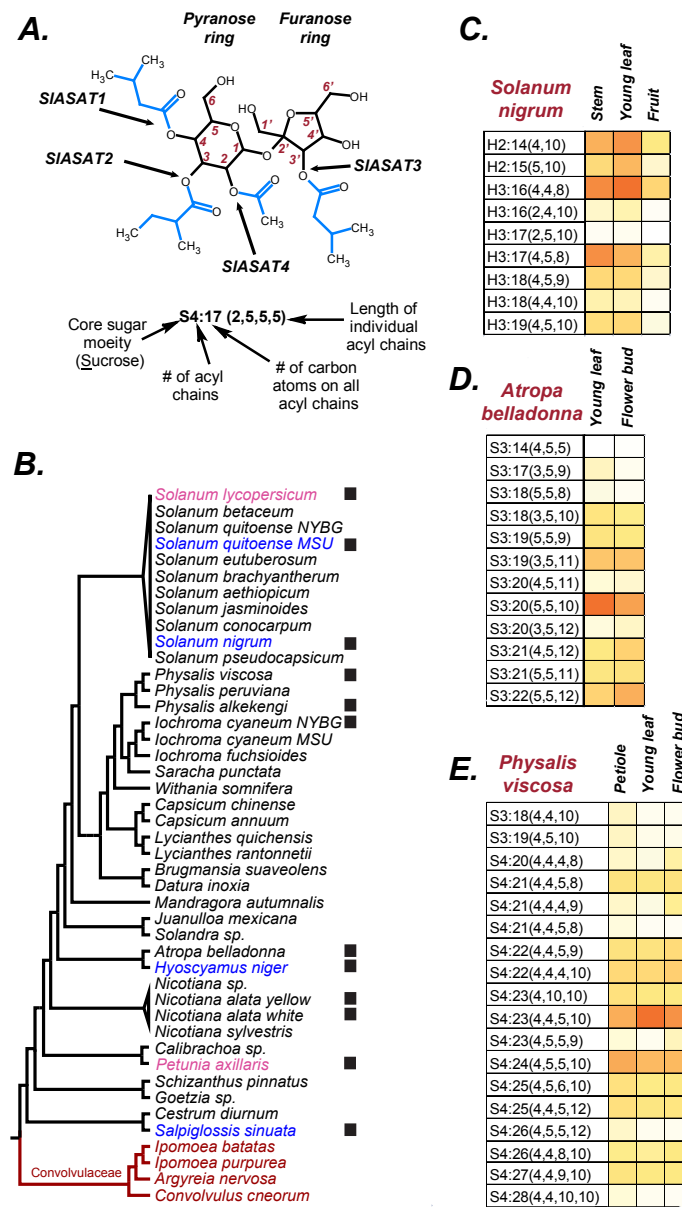 A.
Pyranose ring
Furanose ring
H₃C
CH₃
O
SlASAT1
OH
6
O
5
4
SlASAT2
3
2
1
O
HO
1'
2'
O
6'
OH
5'
4'
3'
OH
SlASAT3
O
O
O
O
H₃C
CH₃
CH₃
SlASAT4
O
CH₃
H₃C
S4:17 (2,5,5,5)
Core sugar
moeity
(Sucrose)
# of acyl
chains
# of carbon
atoms on all
acyl chains
Length of
individual
acyl chains
B.
Solanum lycopersicum
Solanum betaceum
Solanum quitoense NYBG
Solanum quitoense MSU
Solanum eutuberosum
Solanum brachyantherum
Solanum aethiopicum
Solanum jasminoides
Solanum conocarpum
Solanum nigrum
Solanum pseudocapsicum
Physalis viscosa
Physalis peruviana
Physalis alkekengi
Iochroma cyaneum NYBG
Iochroma cyaneum MSU
Iochroma fuchsioides
Saracha punctata
Withania somnifera
Capsicum chinense
Capsicum annuum
Lycianthes quichensis
Lycianthes rantonnetii
Brugmansia suaveolens
Datura inoxia
Mandragora autumnalis
Juanulloa mexicana
Solandra sp.
Atropa belladonna
Hyoscyamus niger
Nicotiana sp.
Nicotiana alata yellow
Nicotiana alata white
Nicotiana sylvestris
Calibrachoa sp.
Petunia axillaris
Schizanthus pinnatus
Goetzia sp.
Cestrum diurnum
Salpiglossis sinuata
Convolvulaceae
Ipomoea batatas
Ipomoea purpurea
Argyreia nervosa
Convolvulus cneorum
C.
Solanum
nigrum
Stem
Young leaf
Fruit
H2:14(4,10)
H2:15(5,10)
H3:16(4,4,8)
H3:16(2,4,10)
H3:17(2,5,10)
H3:17(4,5,8)
H3:18(4,5,9)
H3:18(4,4,10)
H3:19(4,5,10)
D.
Atropa
belladonna
Young leaf
Flower bud
S3:14(4,5,5)
S3:17(3,5,9)
S3:18(5,5,8)
S3:18(3,5,10)
S3:19(5,5,9)
S3:19(3,5,11)
S3:20(4,5,11)
S3:20(5,5,10)
S3:20(3,5,12)
S3:21(4,5,12)
S3:21(5,5,11)
S3:22(5,5,12)
E.
Physalis
viscosa
Petiole
Young leaf
Flower bud
S3:18(4,4,10)
S3:19(4,5,10)
S4:20(4,4,4,8)
S4:21(4,4,5,8)
S4:21(4,4,4,9)
S4:21(4,4,5,8)
S4:22(4,4,5,9)
S4:22(4,4,4,10)
S4:23(4,10,10)
S4:23(4,4,5,10)
S4:23(4,5,5,9)
S4:24(4,5,5,10)
S4:25(4,5,6,10)
S4:25(4,4,5,12)
S4:26(4,5,5,12)
S4:26(4,4,8,10)
S4:27(4,4,9,10)
S4:28(4,4,10,10)